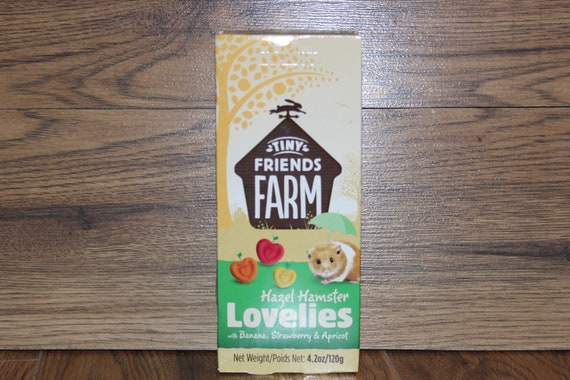 TINY
FRIENDS
FARM
Hazel Hamster
Lovelies
with Banana, Strawberry & Apricot
Net Weight/Poids Net: 4.2oz/120g